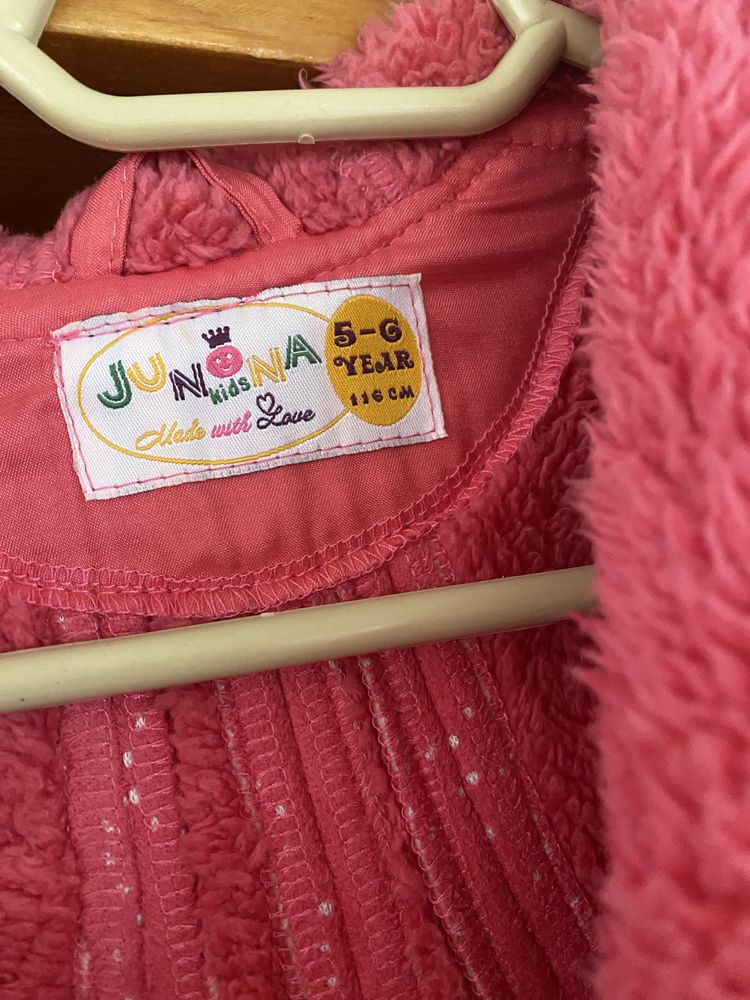 JUNONA
kids
Made with Love
5-6
YEAR
116 CM